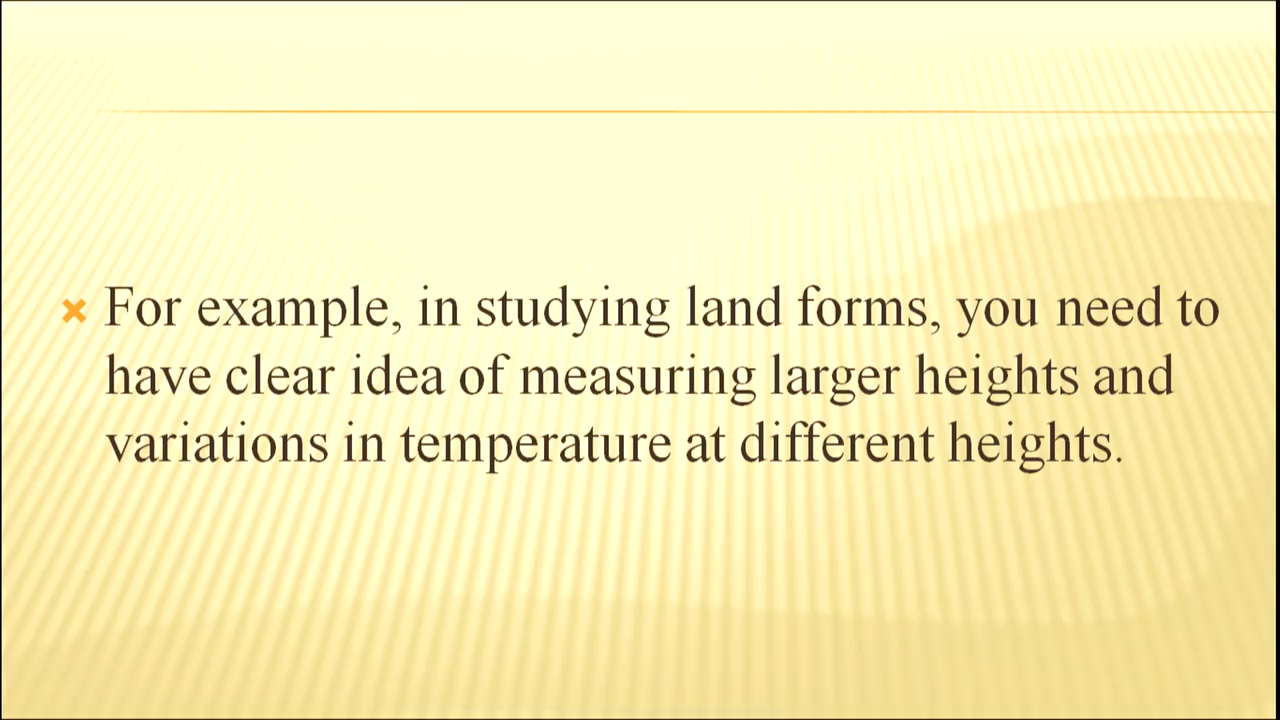 For example, in studying land forms, you need to
have clear idea of measuring larger heights and
variations in temperature at different heights.